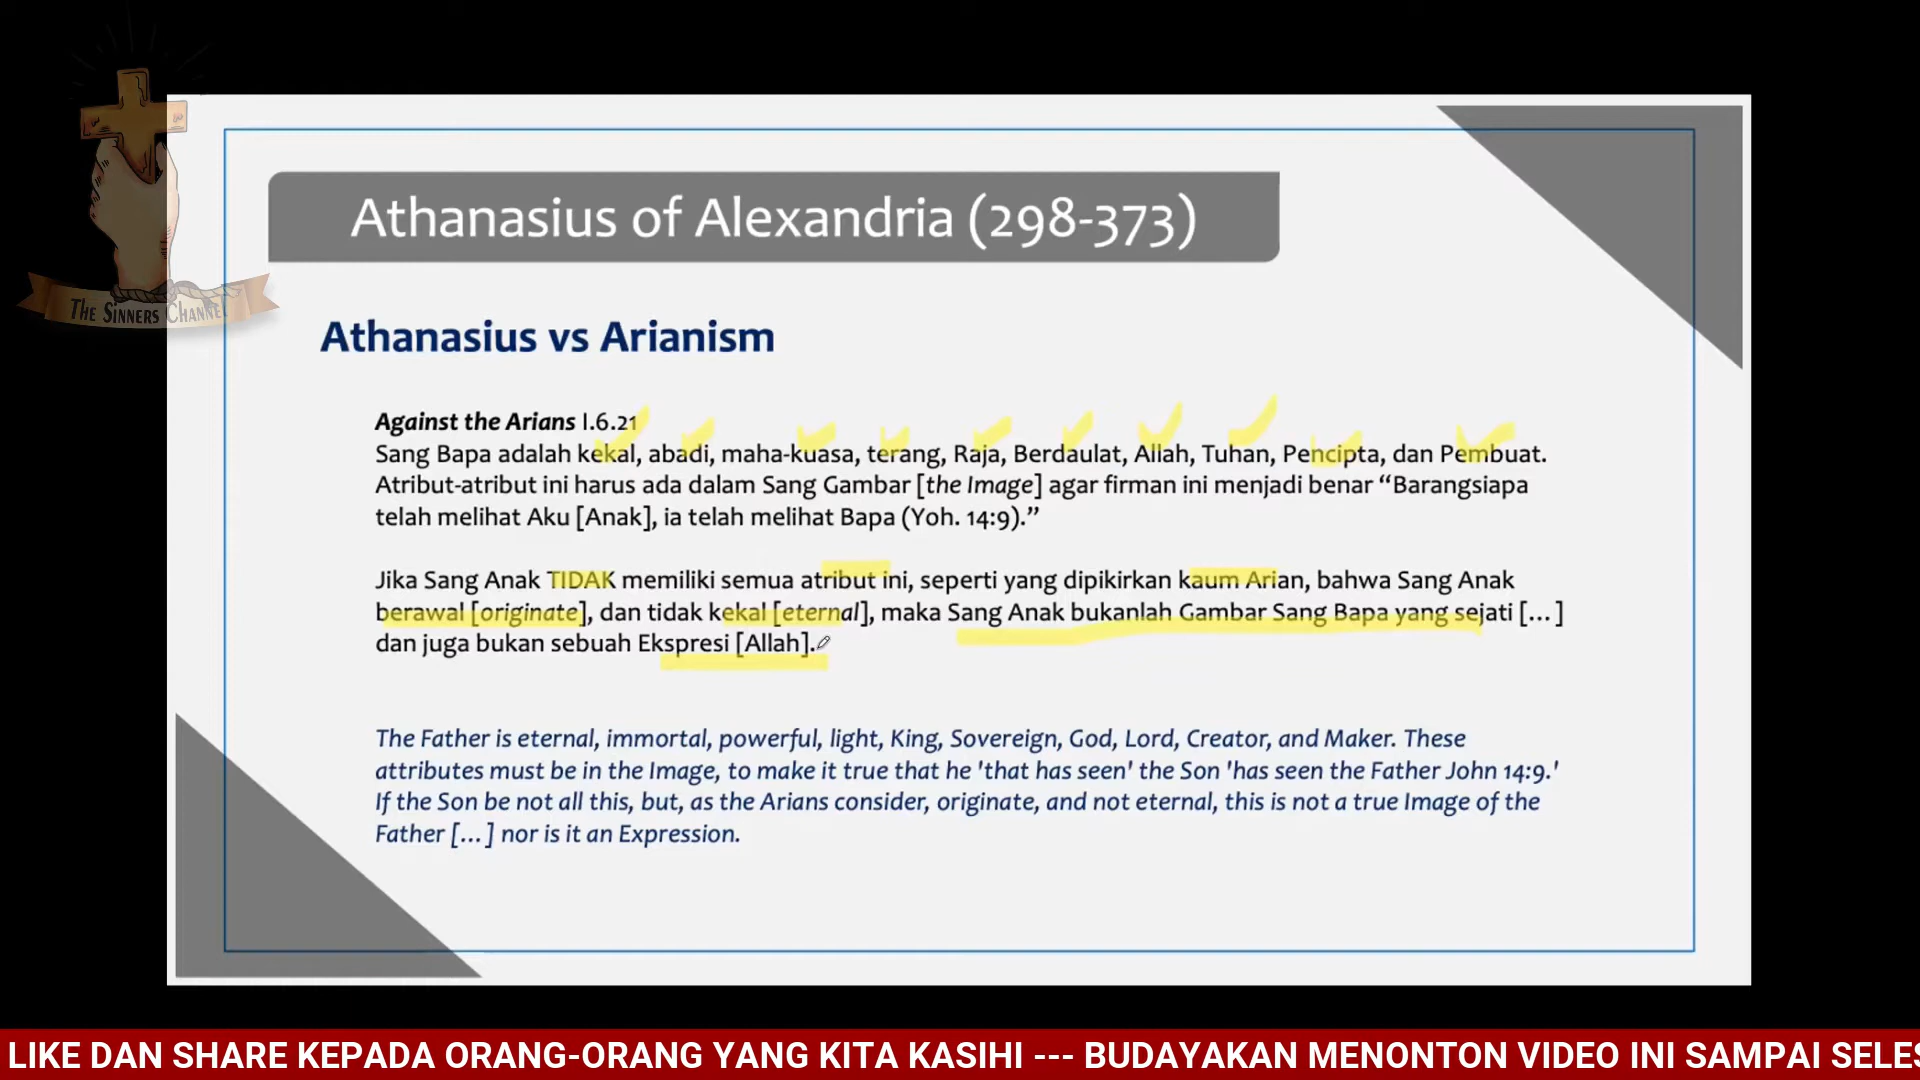 THE SINNERS CHANNEL
Athanasius of Alexandria (298-373)
Athanasius vs Arianism
Against the Arians I.6.21
Sang Bapa adalah kekal, abadi, maha-kuasa, terang, Raja, Berdaulat, Allah, Tuhan, Pencipta, dan Pembuat.
Atribut-atribut ini harus ada dalam Sang Gambar [the Image] agar firman ini menjadi benar “Barangsiapa
telah melihat Aku [Anak], ia telah melihat Bapa (Yoh. 14:9).”
Jika Sang Anak TIDAK memiliki semua atribut ini, seperti yang dipikirkan kaum Arian, bahwa Sang Anak
berawal [originate], dan tidak kekal [eternal], maka Sang Anak bukanlah Gambar Sang Bapa yang sejati [...]
dan juga bukan sebuah Ekspresi [Allah].
The Father is eternal, immortal, powerful, light, King, Sovereign, God, Lord, Creator, and Maker. These
attributes must be in the Image, to make it true that he 'that has seen' the Son 'has seen the Father John 14:9.'
If the Son be not all this, but, as the Arians consider, originate, and not eternal, this is not a true Image of the
Father [...] nor is it an Expression.
LIKE DAN SHARE KEPADA ORANG-ORANG YANG KITA KASIHI --- BUDAYAKAN MENONTON VIDEO INI SAMPAI SELES